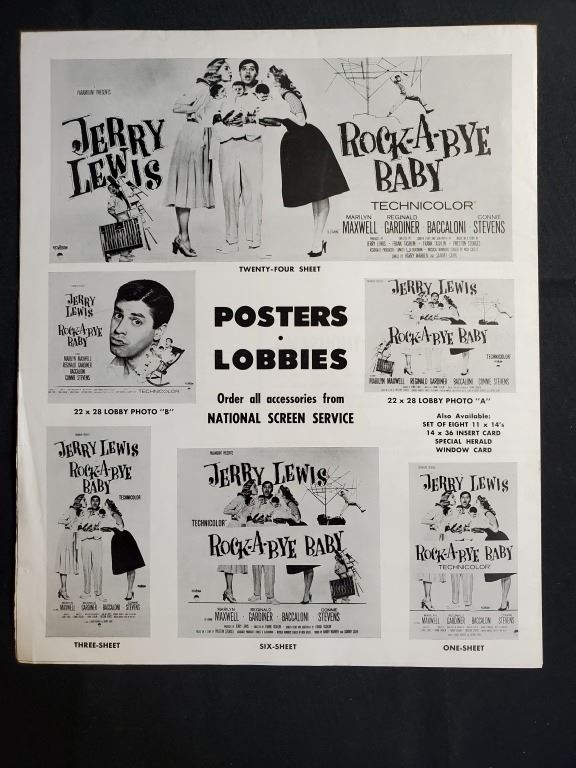 PARAMOUNT PRESENTS
JERRY
LEWIS
ROCK-A-BYE
BABY
TECHNICOLOR
MARILYN MAXWELL REGINALD GARDINER BACCALONI CONNIE STEVENS
TWENTY-FOUR SHEET
JERRY
LEWIS
ROCK-A-BYE
BABY
MARILYN MAXWELL
REGINALD GARDINER
BACCALONI
CONNIE STEVENS
TECHNICOLOR
22 x 28 LOBBY PHOTO "B"
POSTERS
•
LOBBIES
Order all accessories from
NATIONAL SCREEN SERVICE
JERRY LEWIS
ROCK-A-BYE BABY
TECHNICOLOR
MARILYN MAXWELL REGINALD GARDINER BACCALONI CONNIE STEVENS
22 x 28 LOBBY PHOTO "A"
Also Available:
SET OF EIGHT 11 x 14's
14 x 36 INSERT CARD
SPECIAL HERALD
WINDOW CARD
JERRY LEWIS
ROCK-A-BYE
BABY
TECHNICOLOR
MARILYN MAXWELL REGINALD GARDINER BACCALONI CONNIE STEVENS
THREE-SHEET
PARAMOUNT PRESENTS
JERRY LEWIS
TECHNICOLOR
ROCK-A-BYE BABY
MARILYN MAXWELL REGINALD GARDINER BACCALONI CONNIE STEVENS
SIX-SHEET
JERRY LEWIS
ROCK-A-BYE BABY
TECHNICOLOR
MARILYN MAXWELL REGINALD GARDINER BACCALONI CONNIE STEVENS
ONE-SHEET